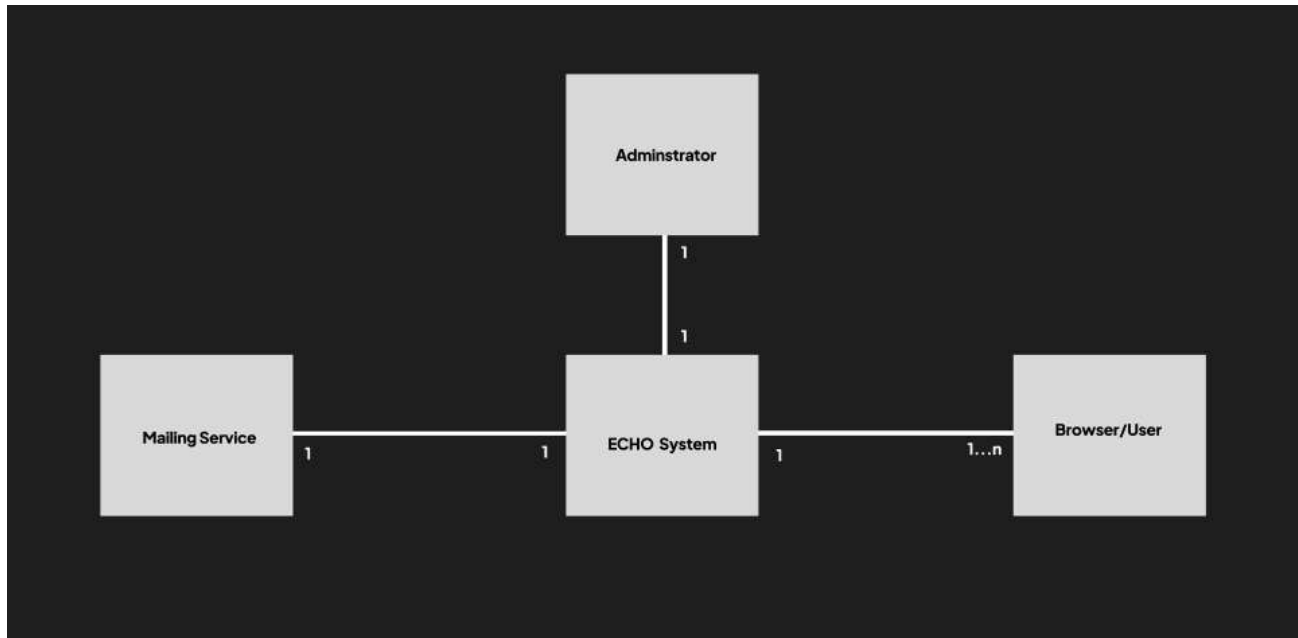 Adminstrator
1
1
Mailing Service
1
1
ECHO System
1
1...n
Browser/User